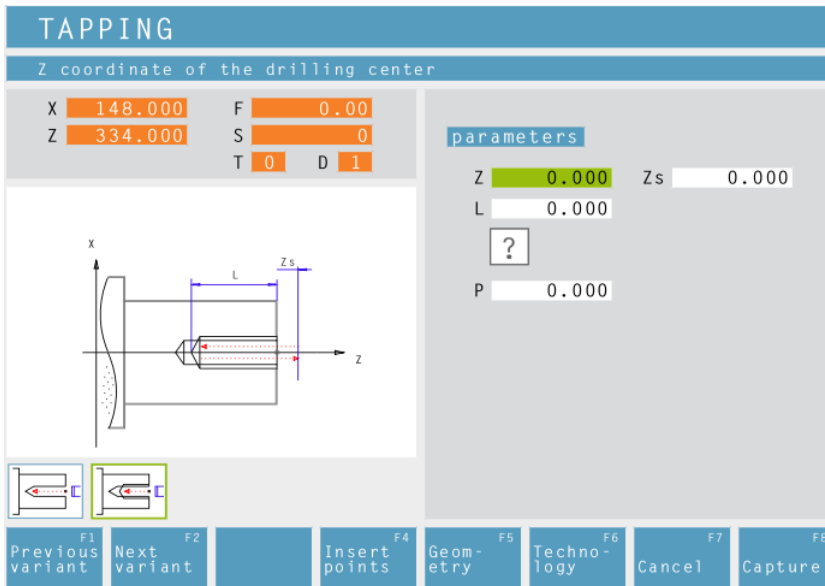 TAPPING
Z coordinate of the drilling center
X 148.000 F 0.00
Z 334.000 S 0
T 0 D 1
parameters
Z 0.000 Zs 0.000
L 0.000
?
P 0.000
X
Zs
L
Z
F1
Previous
variant
F2
Next
variant
F4
Insert
points
F5
Geom-
etry
F6
Techno-
logy
F7
Cancel
F8
Capture